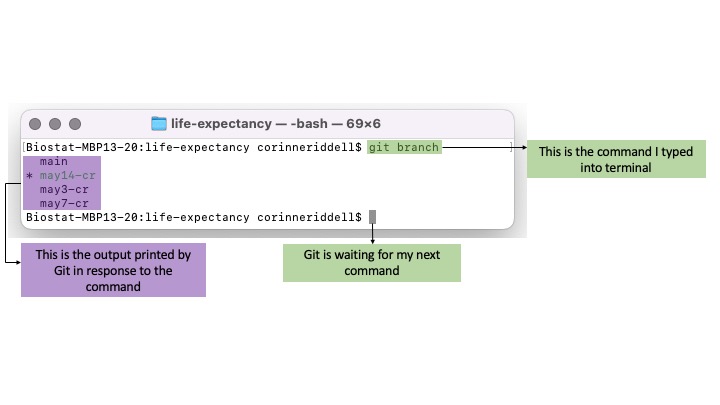 life-expectancy — -bash — 69×6
[Biostat-MBP13-20:life-expectancy corinneriddell$ git branch ]
main
* may14-cr
may3-cr
may7-cr
Biostat-MBP13-20:life-expectancy corinneriddell$
This is the command I typed
into terminal
This is the output printed by
Git in response to the
command
Git is waiting for my next
command